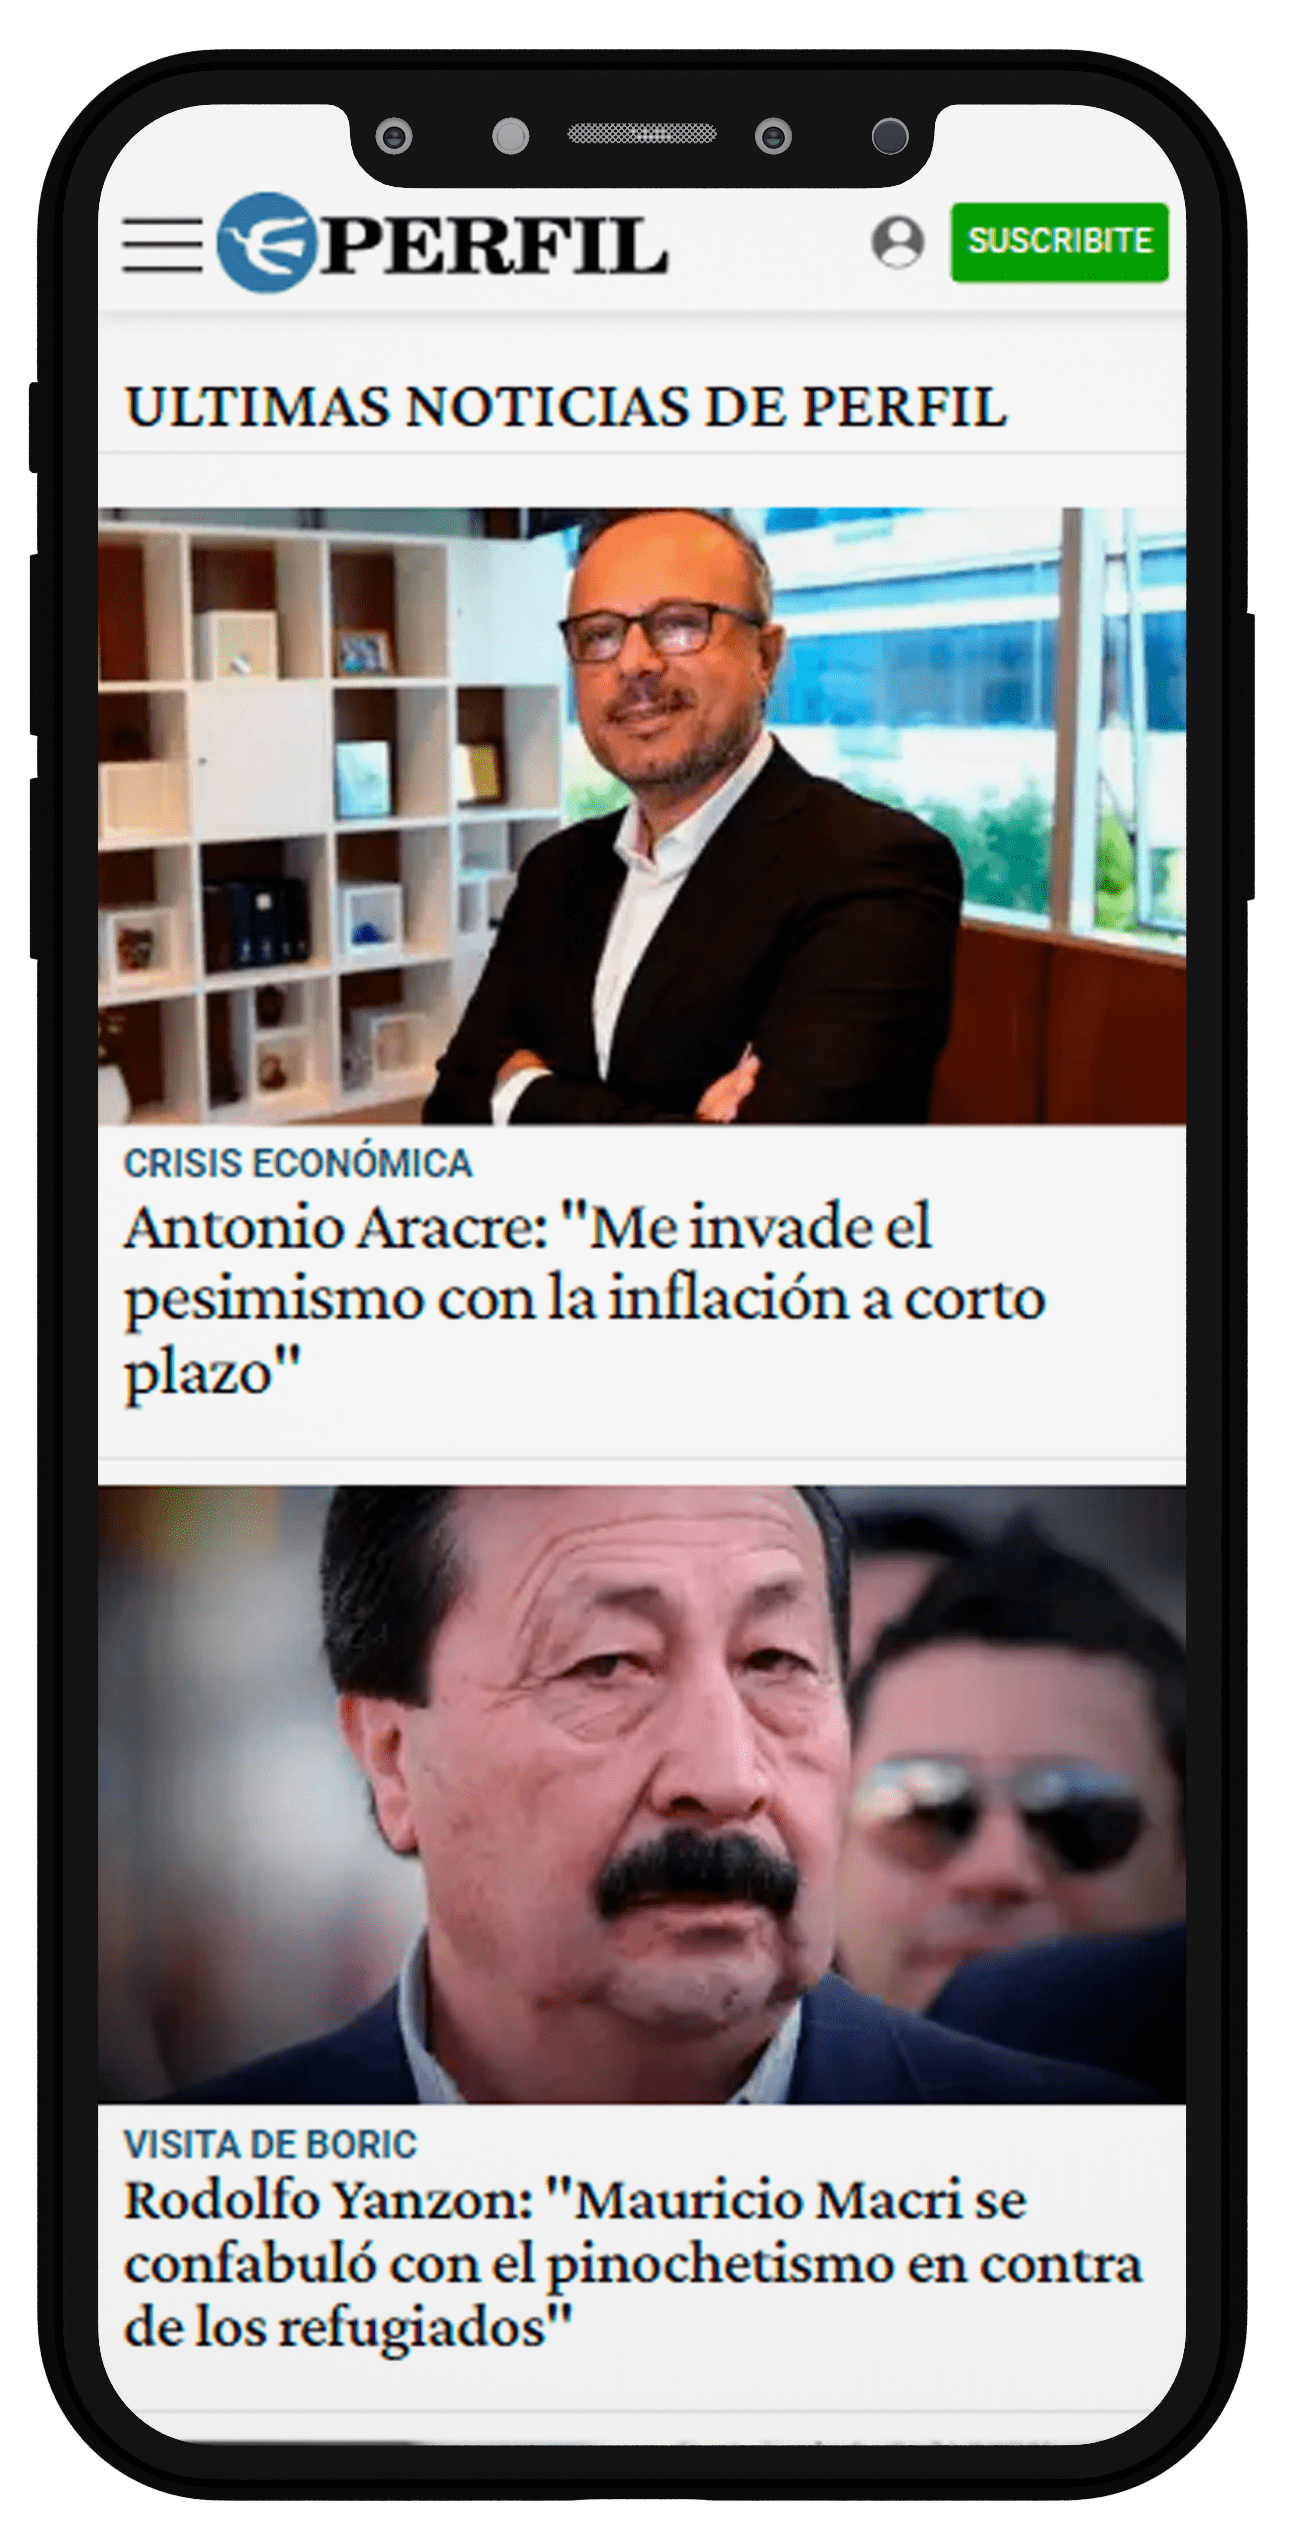 PERFIL
SUSCRIBITE
ULTIMAS NOTICIAS DE PERFIL
CRISIS ECONÓMICA
Antonio Aracre: "Me invade el
pesimismo con la inflación a corto
plazo"
VISITA DE BORIC
Rodolfo Yanzon: "Mauricio Macri se
confabuló con el pinochetismo en contra
de los refugiados"